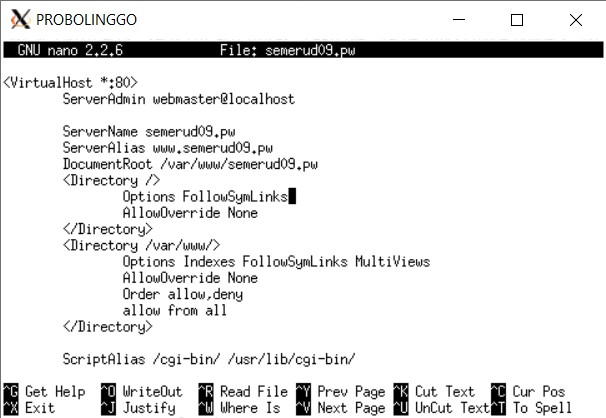 PROBOLINGGO
GNU nano 2.2.6 File: semerud09.pw
<VirtualHost *:80>
ServerAdmin webmaster@localhost
ServerName semerud09.pw
ServerAlias www.semerud09.pw
DocumentRoot /var/www/semerud09.pw
<Directory />
Options FollowSymLinks
AllowOverride None
</Directory>
<Directory /var/www/>
Options Indexes FollowSymLinks MultiViews
AllowOverride None
Order allow,deny
allow from all
</Directory>
ScriptAlias /cgi-bin/ /usr/lib/cgi-bin/
^G Get Help ^O WriteOut ^R Read File ^Y Prev Page ^K Cut Text ^C Cur Pos
^X Exit ^J Justify ^W Where Is ^V Next Page ^U UnCut Text ^T To Spell